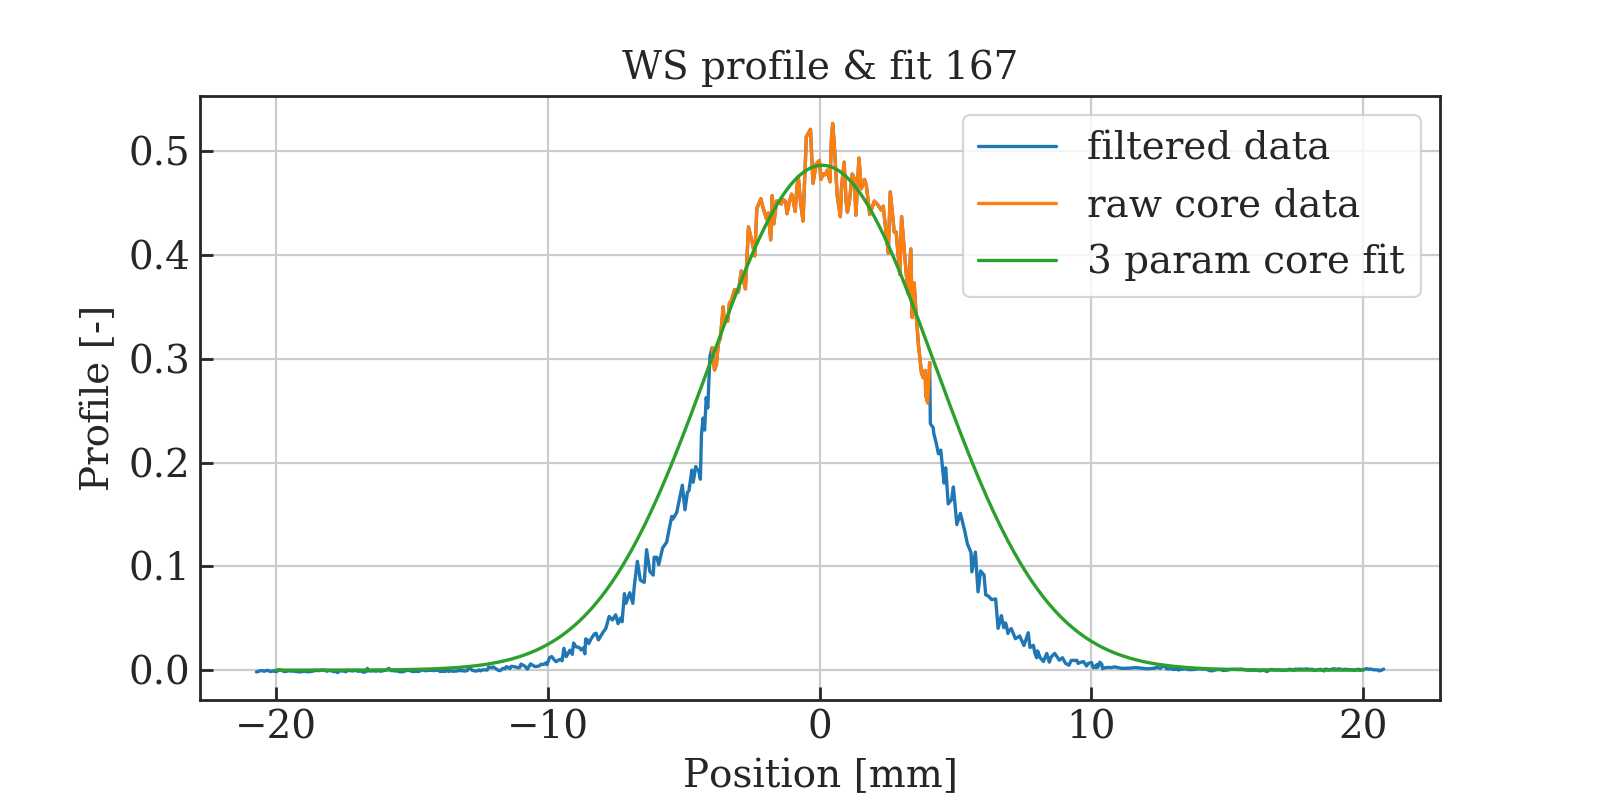 WS profile & fit 167
filtered data
raw core data
3 param core fit
Profile [-]
0.5
0.4
0.3
0.2
0.1
0.0
−20
−10
0
10
20
Position [mm]